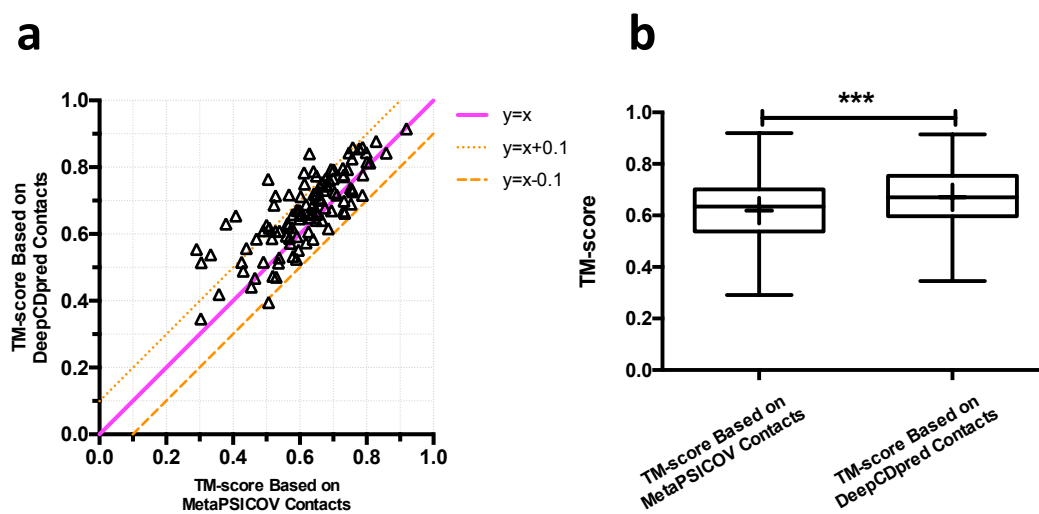 a
1.0
0.8
0.6
0.4
0.2
0.0
0.0
0.2
0.4
0.6
0.8
1.0
TM-score Based on
DeepCDpred Contacts
TM-score Based on
MetaPSICOV Contacts
y=x
y=x+0.1
y=x-0.1
b
***
1.0
0.8
0.6
0.4
0.2
0.0
TM-score
TM-score Based on
MetaPSICOV Contacts
TM-score Based on
DeepCDpred Contacts